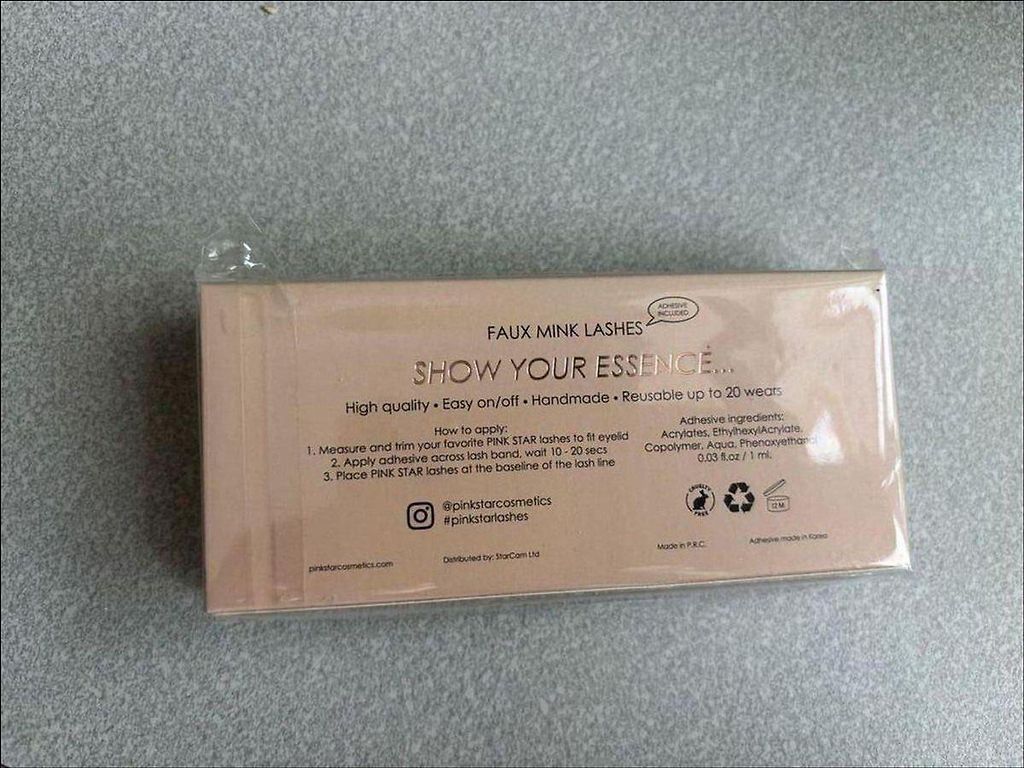 ADHESIVE
INCLUDED
FAUX MINK LASHES
SHOW YOUR ESSENCE...
High quality • Easy on/off • Handmade • Reusable up to 20 wears
How to apply:
1. Measure and trim your favorite PINK STAR lashes to fit eyelid
2. Apply adhesive across lash band, wait 10 - 20 secs
3. Place PINK STAR lashes at the baseline of the lash line
Adhesive ingredients:
Acrylates, EthylhexylAcrylate,
Copolymer, Aqua, Phenoxyethanol
0.03 fl.oz / 1 ml.
@pinkstarcosmetics
#pinkstarlashes
CRUELTY
FREE
12 M
pinkstarcosmetics.com
Distributed by: StarCam Ltd
Made in P.R.C.
Adhesive made in Korea